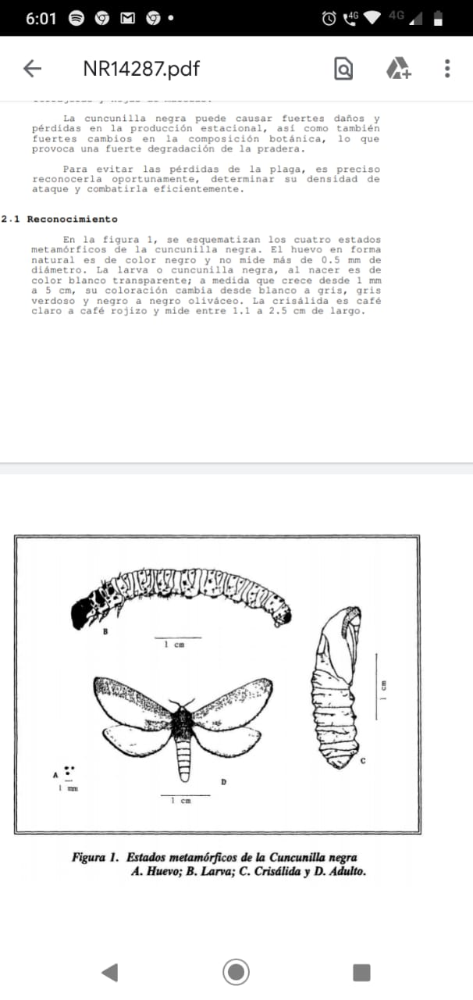 6:01
4G
4G
NR14287.pdf
La cuncunilla negra puede causar fuertes daños y
pérdidas en la producción estacional, así como también
fuertes cambios en la composición botánica, lo que
provoca una fuerte degradación de la pradera.
Para evitar las pérdidas de la plaga, es preciso
reconocerla oportunamente, determinar su densidad de
ataque y combatirla eficientemente.
2.1 Reconocimiento
En la figura 1, se esquematizan los cuatro estados
metamórficos de la cuncunilla negra. El huevo en forma
natural es de color negro y no mide más de 0.5 mm de
diámetro. La larva o cuncunilla negra, al nacer es de
color blanco transparente; a medida que crece desde 1 mm
a 5 cm, su coloración cambia desde blanco a gris, gris
verdoso y negro a negro oliváceo. La crisálida es café
claro a café rojizo y mide entre 1.1 a 2.5 cm de largo.
B
1 cm
1 cm
C
A
1 mm
D
1 cm
Figura 1. Estados metamórficos de la Cuncunilla negra
A. Huevo; B. Larva; C. Crisálida y D. Adulto.